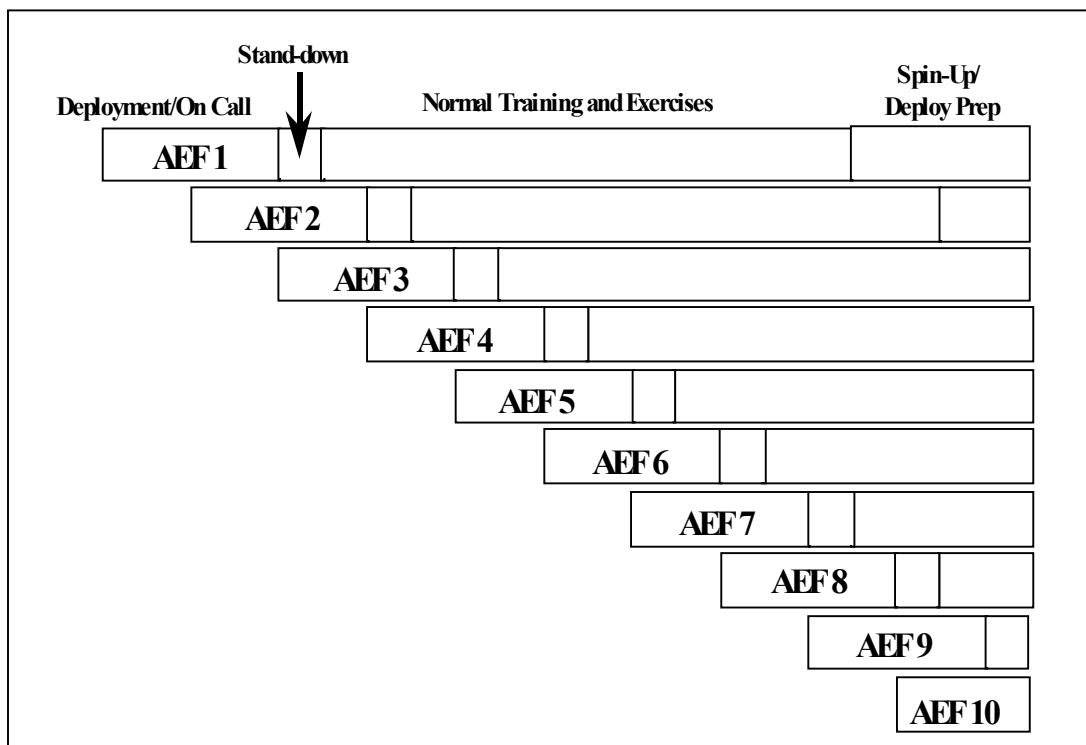 Stand-down
Deployment/On Call
Normal Training and Exercises
Spin-Up/
Deploy Prep
AEF 1
AEF 2
AEF 3
AEF 4
AEF 5
AEF 6
AEF 7
AEF 8
AEF 9
AEF 10